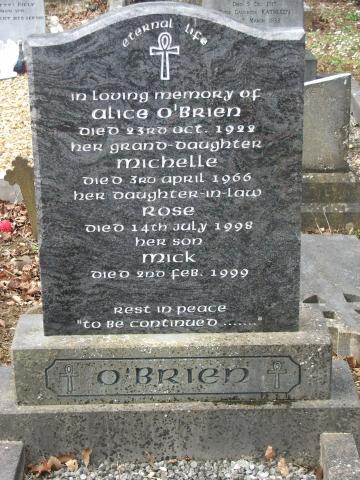 eternal life
in loving memory of
alice o'brien
died 23rd oct. 1922
her grand-daughter
michelle
died 3rd april 1966
her daughter-in-law
rose
died 14th july 1998
her son
mick
died 2nd feb. 1999
rest in peace
"to be continued ......."
o'brien